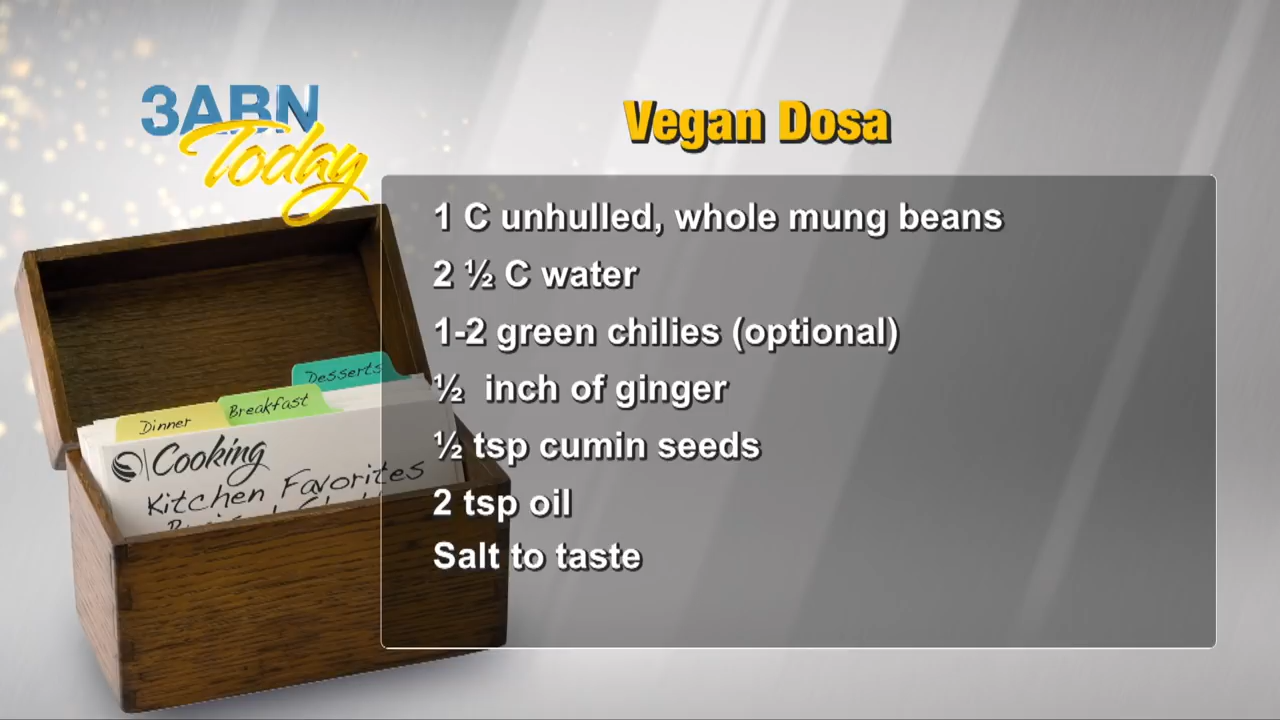 3ABN
Today
Vegan Dosa
1 C unhulled, whole mung beans
2 ½ C water
1-2 green chilies (optional)
½  inch of ginger
½ tsp cumin seeds
2 tsp oil
Salt to taste
Desserts
Breakfast
Dinner
Cooking
Kitchen Favorites